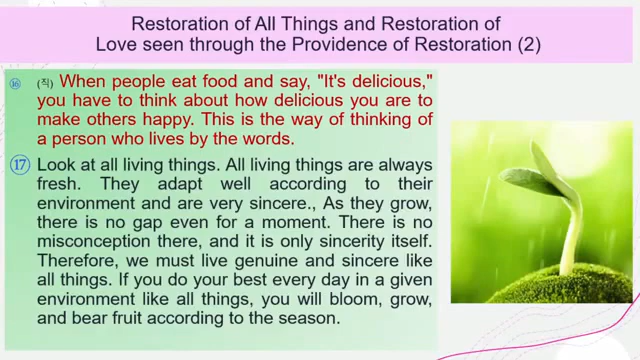 Restoration of All Things and Restoration of
Love seen through the Providence of Restoration (2)
⑯ (직) When people eat food and say, "It's delicious,"
you have to think about how delicious you are to
make others happy. This is the way of thinking of
a person who lives by the words.
⑰ Look at all living things. All living things are always
fresh. They adapt well according to their
environment and are very sincere., As they grow,
there is no gap even for a moment. There is no
misconception there, and it is only sincerity itself.
Therefore, we must live genuine and sincere like
all things. If you do your best every day in a given
environment like all things, you will bloom, grow,
and bear fruit according to the season.